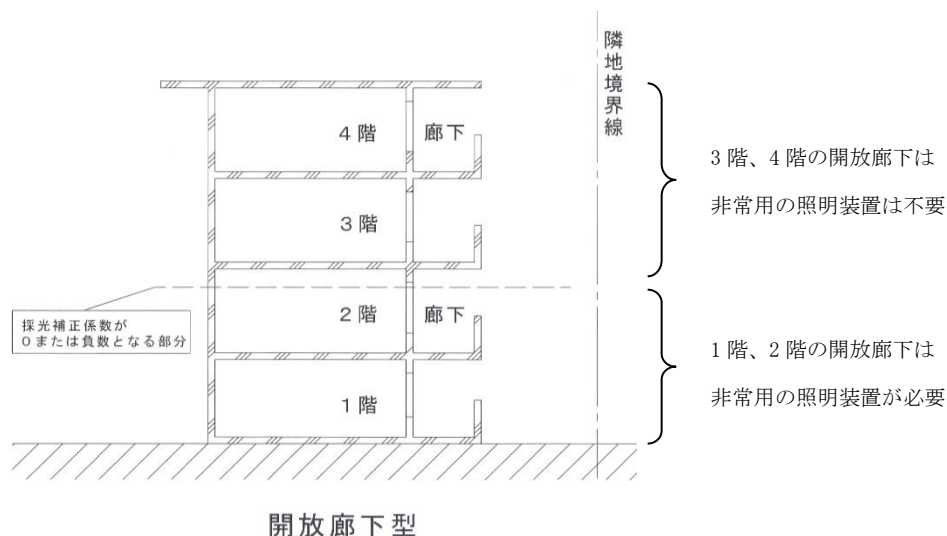 隣地境界線
4階
廊下
3階
2階
廊下
1階
採光補正係数が
0または負数となる部分
3階、4階の開放廊下は
非常用の照明装置は不要
1階、2階の開放廊下は
非常用の照明装置が必要
開放廊下型